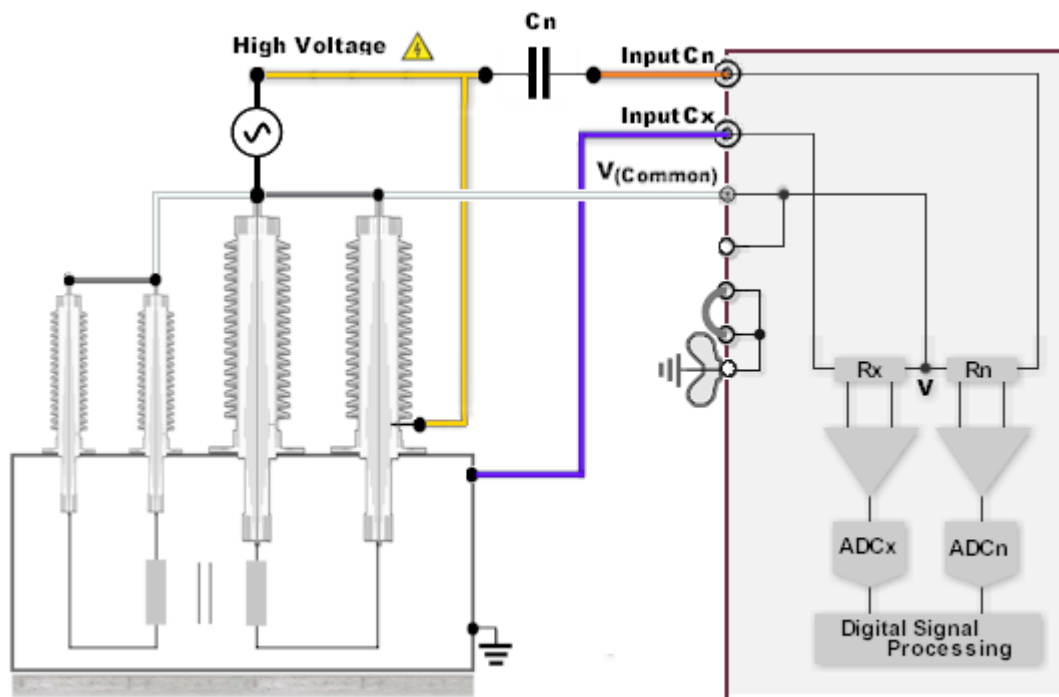 Cn
High Voltage
Input Cn
Input Cx
V(Common)
Rx
V
Rn
ADCx
ADCn
Digital Signal
Processing